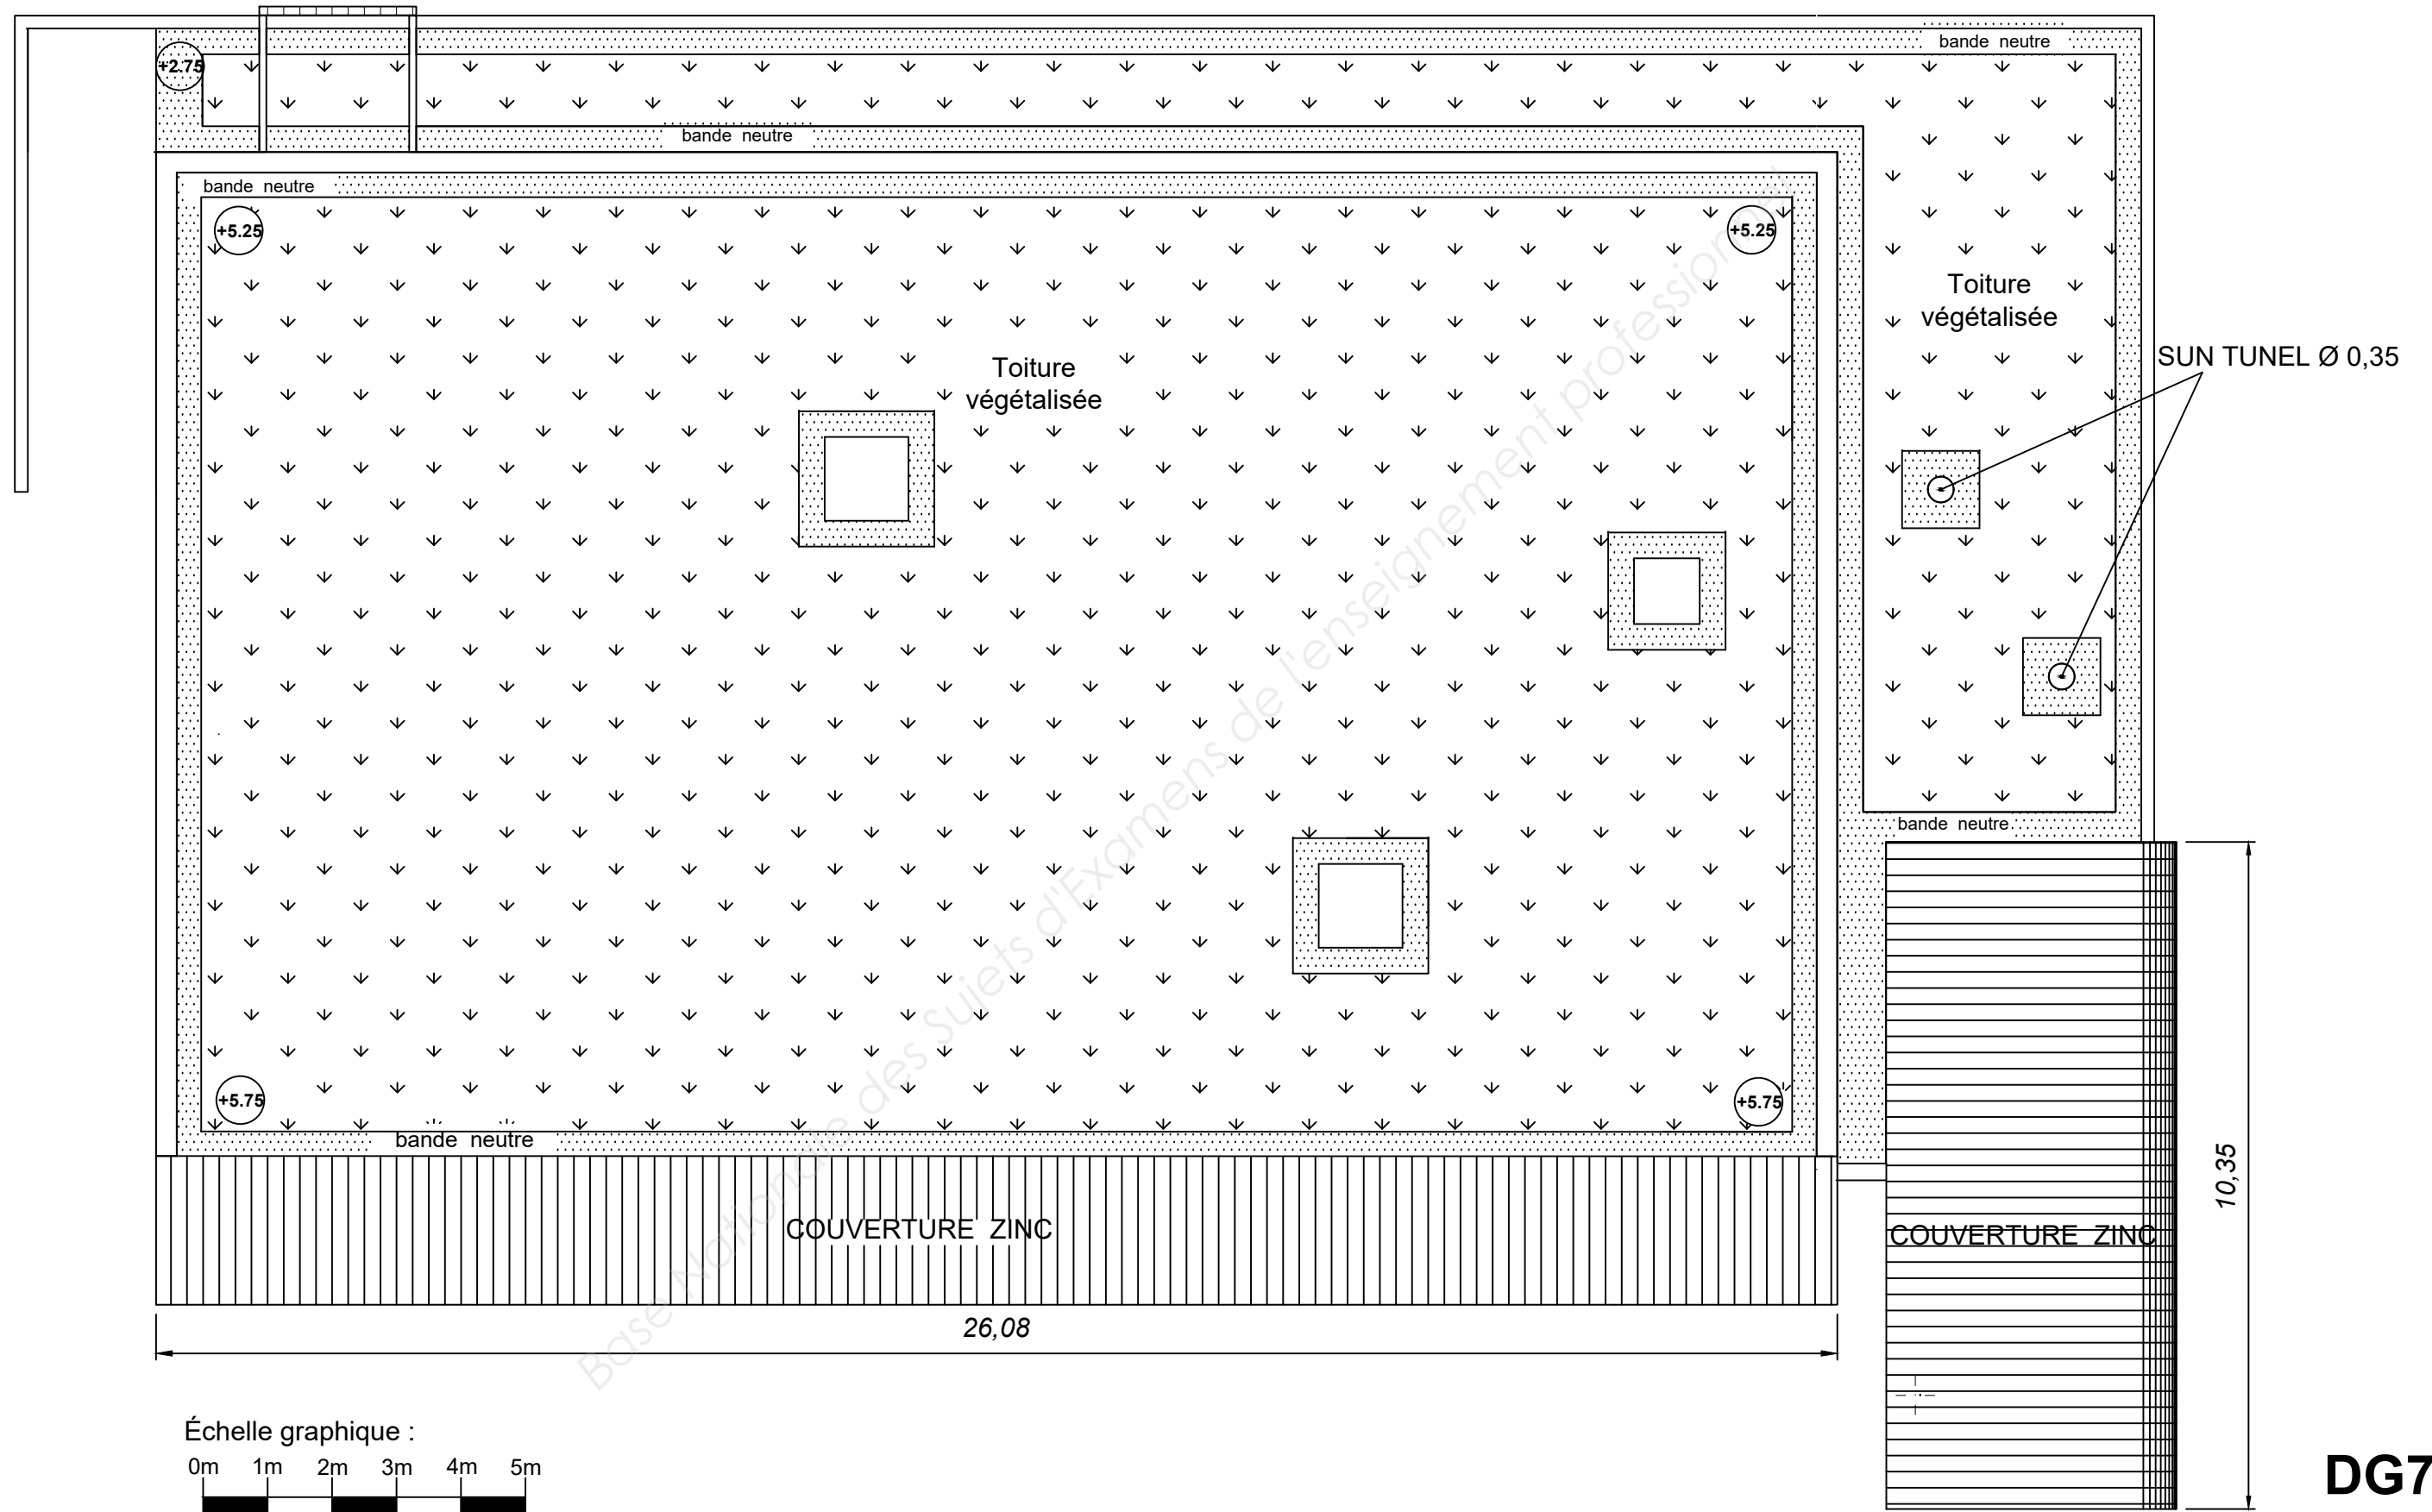 bande neutre
+2.75
bande neutre
bande neutre
+5.25
+5.25
Toiture
végétalisée
SUN TUNEL Ø 0,35
Toiture
végétalisée
bande neutre
+5.75
+5.75
bande neutre
COUVERTURE ZINC
COUVERTURE ZINC
10,35
26,08
Échelle graphique :
0m 1m 2m 3m 4m 5m
DG7
Base Nationale des Sujets d'Examens de l'enseignement professionnel